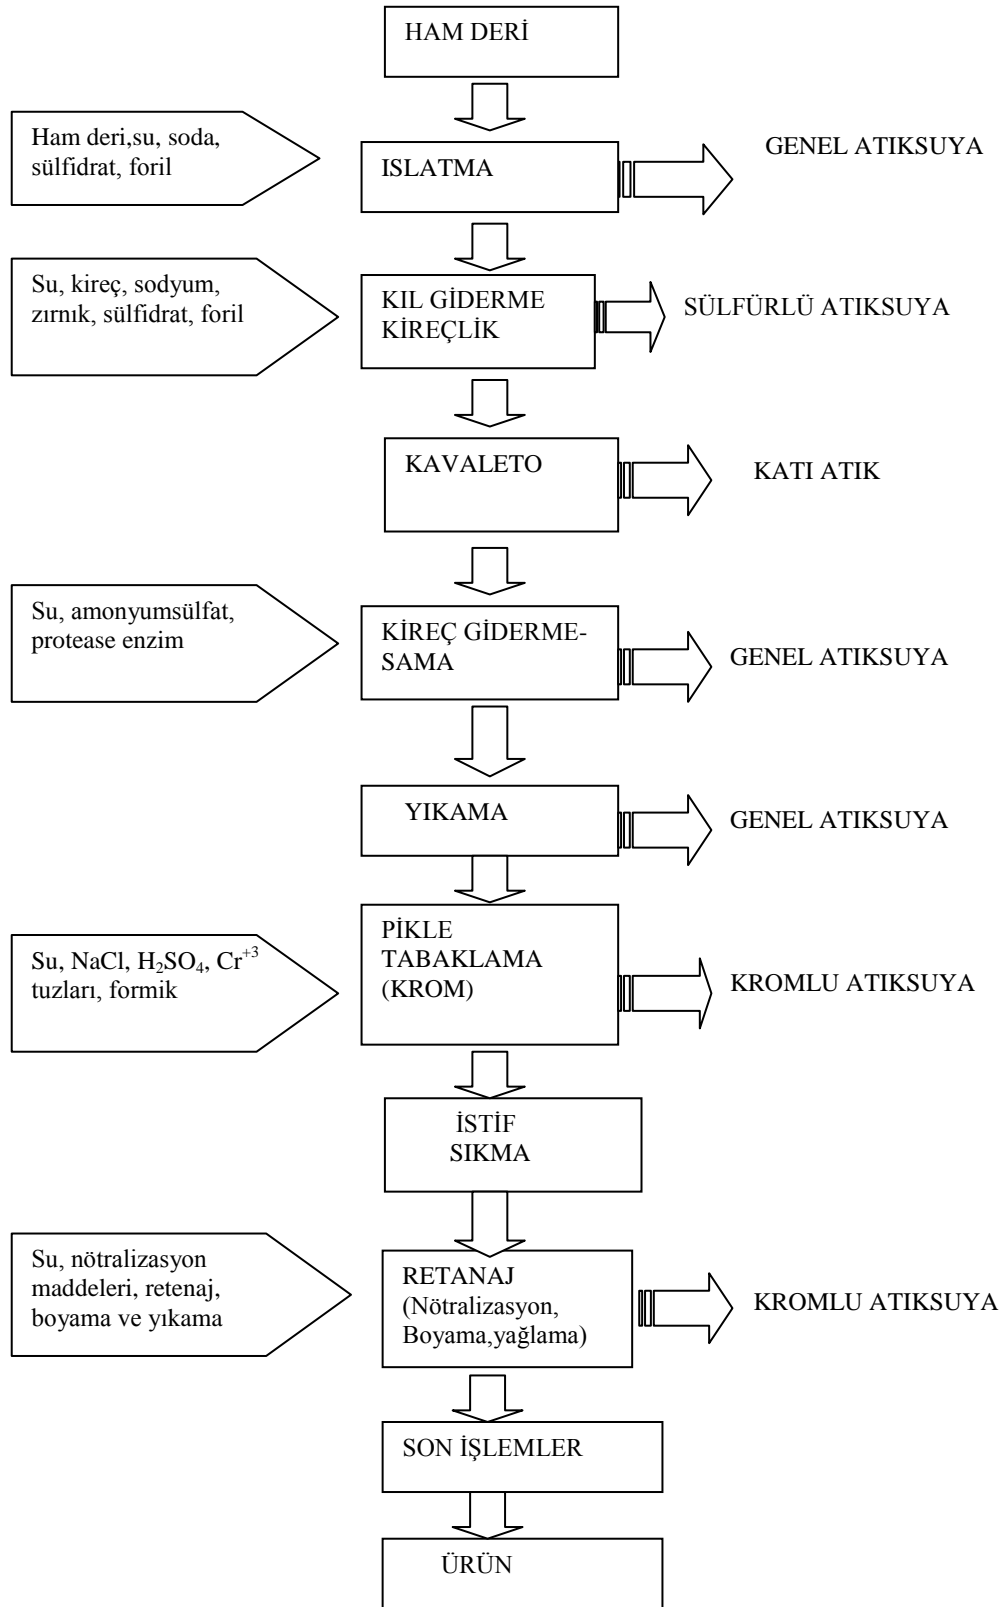 HAM DERİ
Ham deri,su, soda,
sülfidrat, foril
ISLATMA
GENEL ATIKSUYA
Su, kireç, sodyum,
zırnık, sülfidrat, foril
KIL GİDERME
KİREÇLİK
SÜLFÜRLÜ ATIKSUYA
KAVALETO
KATI ATIK
Su, amonyumsülfat,
protease enzim
KİREÇ GİDERME-
SAMA
GENEL ATIKSUYA
YIKAMA
GENEL ATIKSUYA
Su, NaCl, H₂SO₄, Cr⁺³
tuzları, formik
PİKLE
TABAKLAMA
(KROM)
KROMLU ATIKSUYA
İSTİF
SIKMA
Su, nötralizasyon
maddeleri, retenaj,
boyama ve yıkama
RETANAJ
(Nötralizasyon,
Boyama,yağlama)
KROMLU ATIKSUYA
SON İŞLEMLER
ÜRÜN